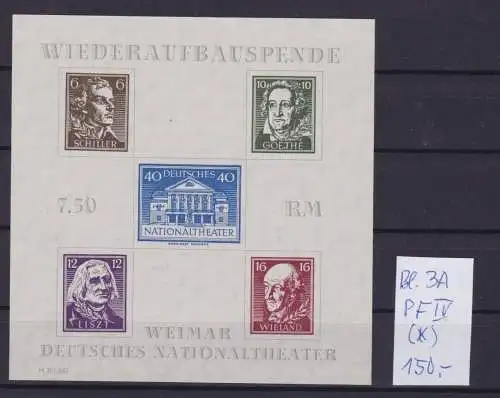 WIEDERAUFBAUSPENDE
6 6
SCHILLER
10 10
GOETHE
40 DEUTSCHES 40
NATIONALTHEATER
7.50 RM
12 12
LISZT
16 16
WIELAND
WEIMAR
DEUTSCHES NATIONALTHEATER
Bl. 3A
PF IV
(*)
150,-